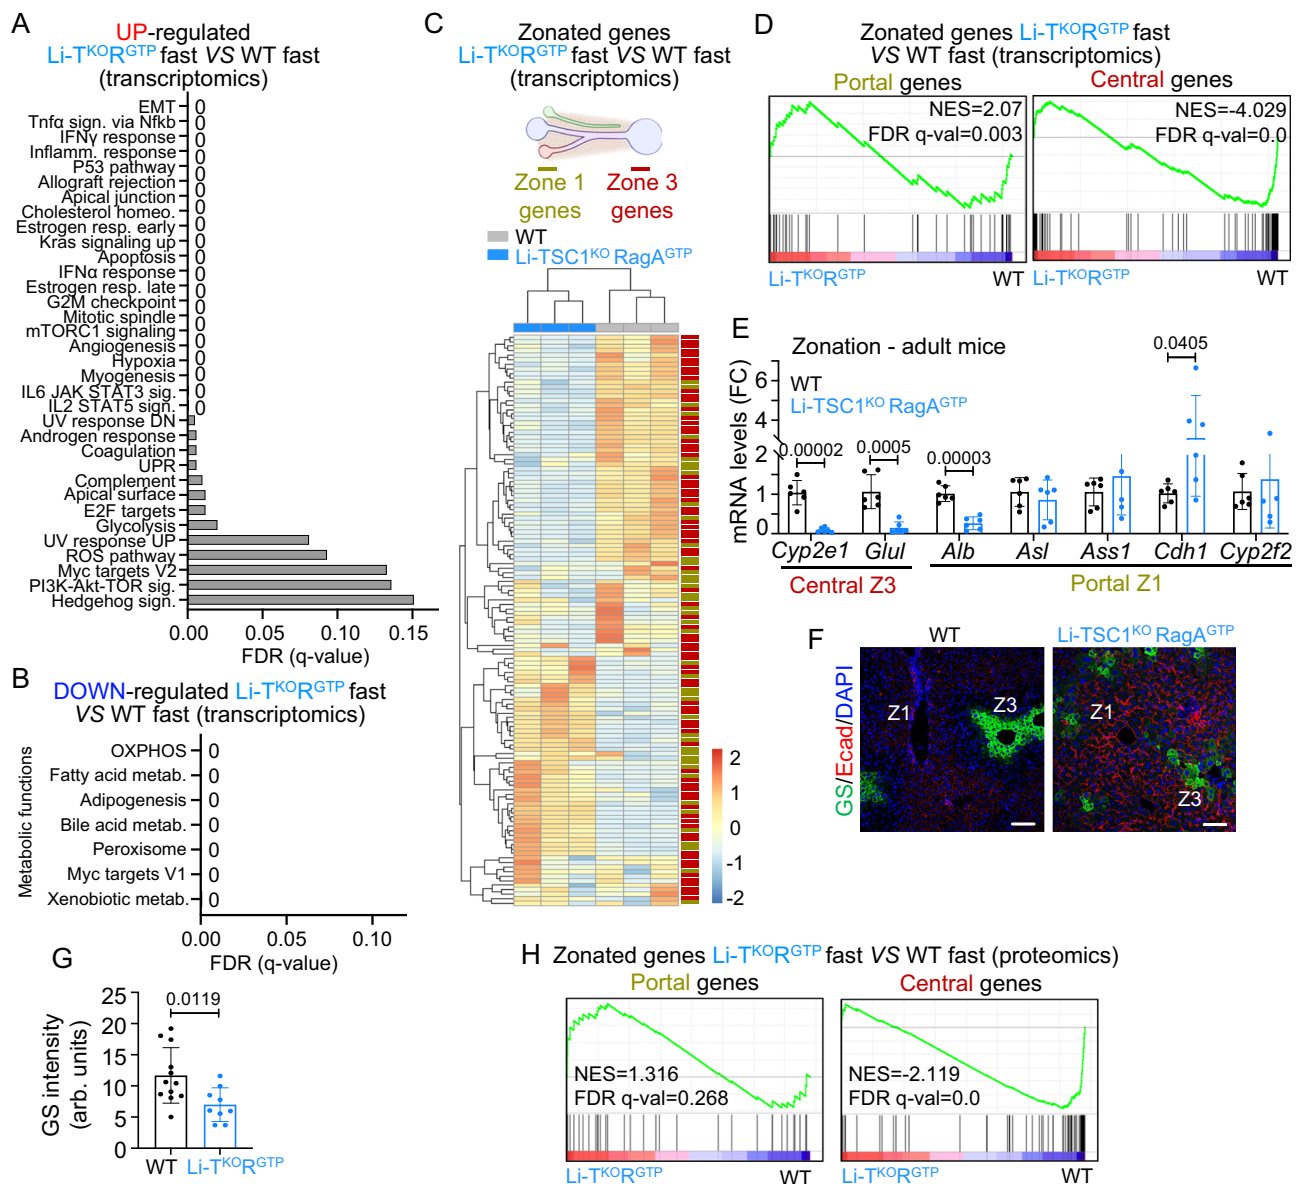 A
UP-regulated
Li-TKORGTP fast VS WT fast
(transcriptomics)
EMT 0
Tnfα sign. via Nfkb 0
IFNγ response 0
Inflamm. response 0
P53 pathway 0
Allograft rejection 0
Apical junction 0
Cholesterol homeo. 0
Estrogen resp. early 0
Kras signaling up 0
Apoptosis 0
IFNα response 0
Estrogen resp. late 0
G2M checkpoint 0
Mitotic spindle 0
mTORC1 signaling 0
Angiogenesis 0
Hypoxia 0
Myogenesis 0
IL6 JAK STAT3 sig. 0
IL2 STAT5 sign. 0
UV response DN
Androgen response
Coagulation
UPR
Complement
Apical surface
E2F targets
Glycolysis
UV response UP
ROS pathway
Myc targets V2
PI3K-Akt-TOR sig.
Hedgehog sign.
0.00 0.05 0.10 0.15
FDR (q-value)
B
DOWN-regulated Li-TKORGTP fast
VS WT fast (transcriptomics)
Metabolic functions
OXPHOS 0
Fatty acid metab. 0
Adipogenesis 0
Bile acid metab. 0
Peroxisome 0
Myc targets V1 0
Xenobiotic metab. 0
0.00 0.05 0.10
FDR (q-value)
C
Zonated genes
Li-TKORGTP fast VS WT fast
(transcriptomics)
Zone 1 genes
Zone 3 genes
WT
Li-TSC1KO RagAGTP
2
1
0
-1
-2
D
Zonated genes Li-TKORGTP fast
VS WT fast (transcriptomics)
Portal genes
NES=2.07
FDR q-val=0.003
Li-TKORGTP WT
Central genes
NES=-4.029
FDR q-val=0.0
Li-TKORGTP WT
E
Zonation - adult mice
WT
Li-TSC1KO RagAGTP
mRNA levels (FC)
6
4
2
1
0
0.00002
0.0005
0.00003
0.0405
Cyp2e1 Glul Alb Asl Ass1 Cdh1 Cyp2f2
Central Z3 Portal Z1
F
WT Li-TSC1KO RagAGTP
GS/Ecad/DAPI
Z1 Z3
Z1 Z3
G
GS intensity
(arb. units)
25
20
15
10
5
0
0.0119
WT Li-TKORGTP
H
Zonated genes Li-TKORGTP fast VS WT fast (proteomics)
Portal genes
NES=1.316
FDR q-val=0.268
Li-TKORGTP WT
Central genes
NES=-2.119
FDR q-val=0.0
Li-TKORGTP WT